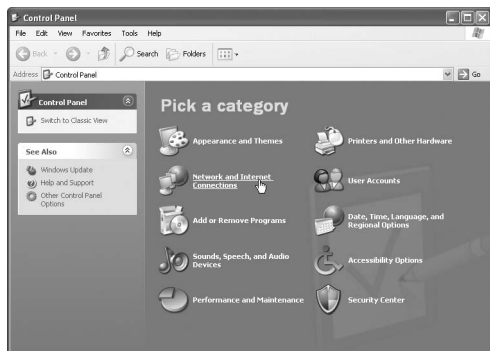 Control Panel
File Edit View Favorites Tools Help
Back Search Folders
Address Control Panel Go
Control Panel
Switch to Classic View
See Also
Windows Update
Help and Support
Other Control Panel
Options
Pick a category
Appearance and Themes
Printers and Other Hardware
Network and Internet
Connections
User Accounts
Add or Remove Programs
Date, Time, Language, and
Regional Options
Sounds, Speech, and Audio
Devices
Accessibility Options
Performance and Maintenance
Security Center